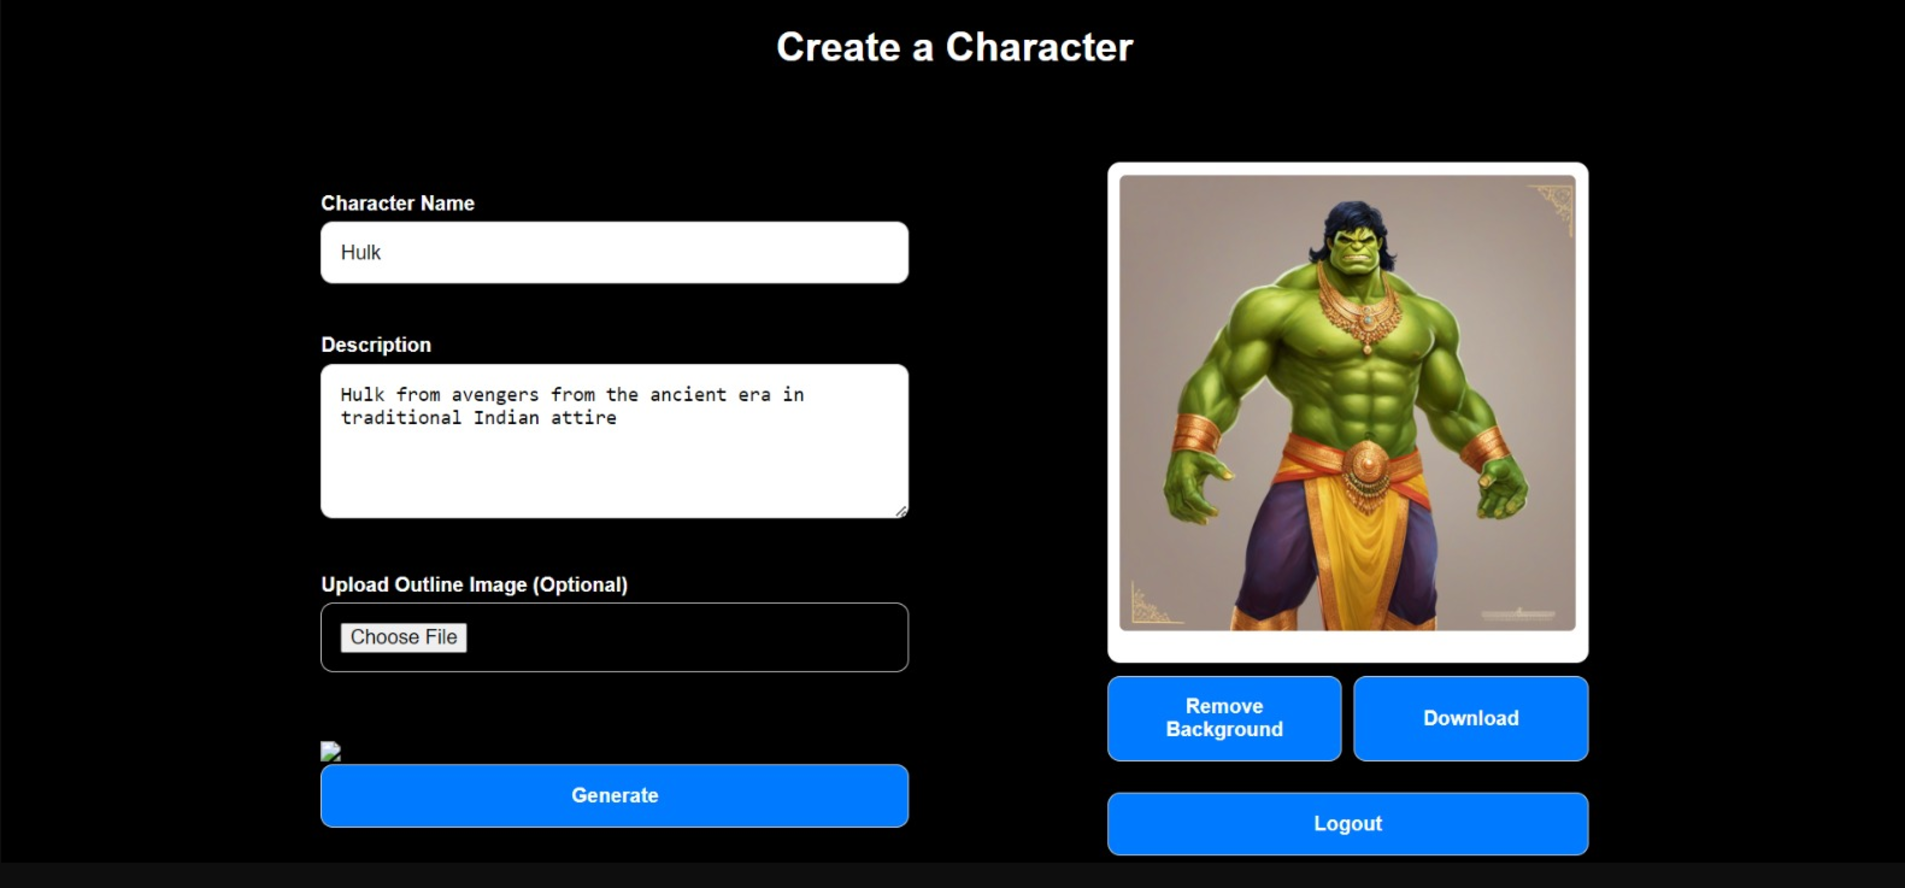 Create a Character
Character Name
Hulk
Description
Hulk from avengers from the ancient era in
traditional Indian attire
Upload Outline Image (Optional)
Choose File
Generate
Remove
Background
Download
Logout